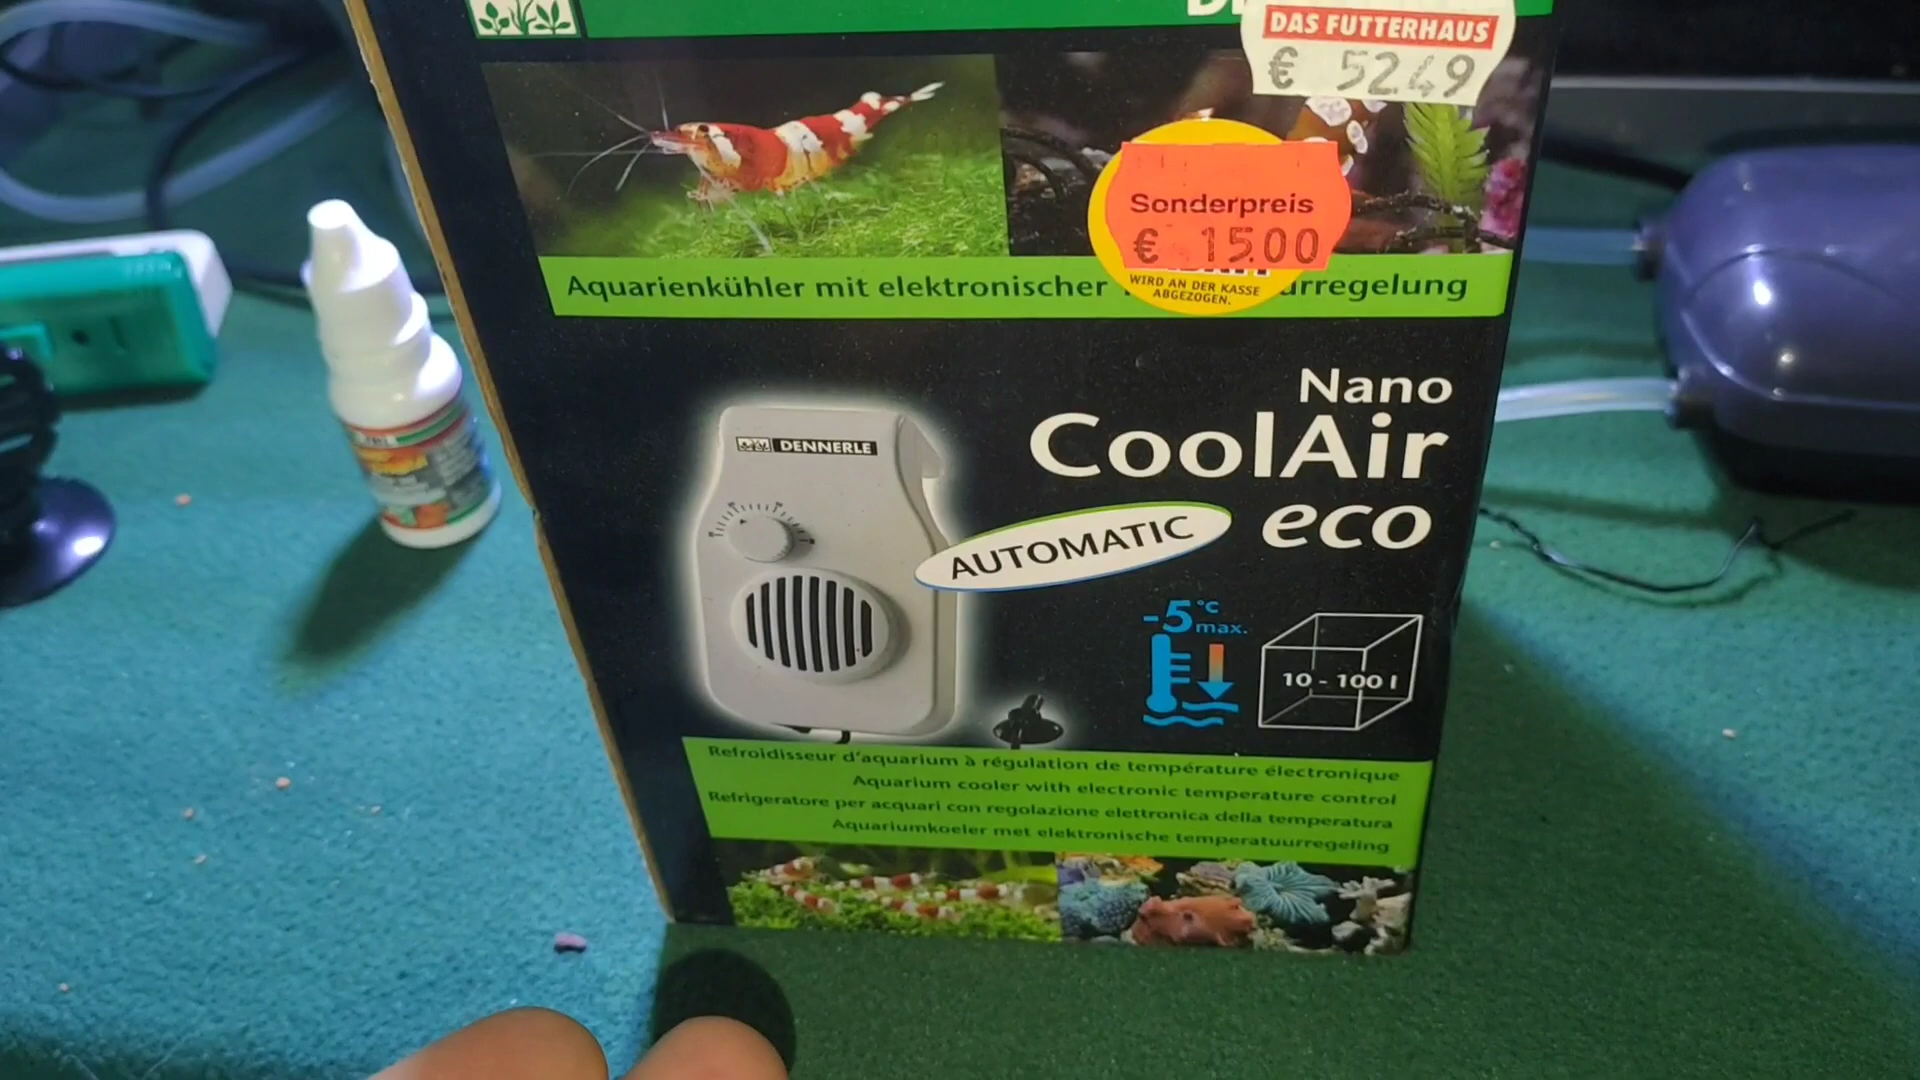 DAS FUTTERHAUS
€ 52.49
Sonderpreis
€ 15.00
WIRD AN DER KASSE
ABGEZOGEN.
Aquarienkühler mit elektronischer
Nano
CoolAir
eco
AUTOMATIC
DENNERLE
-5 °C
max.
10 - 100 l
Refroidisseur d'aquarium à régulation de température électronique
Aquarium cooler with electronic temperature control
Refrigeratore per acquari con regolazione elettronica della temperatura
Aquariumkoeler met elektronische temperatuurregeling